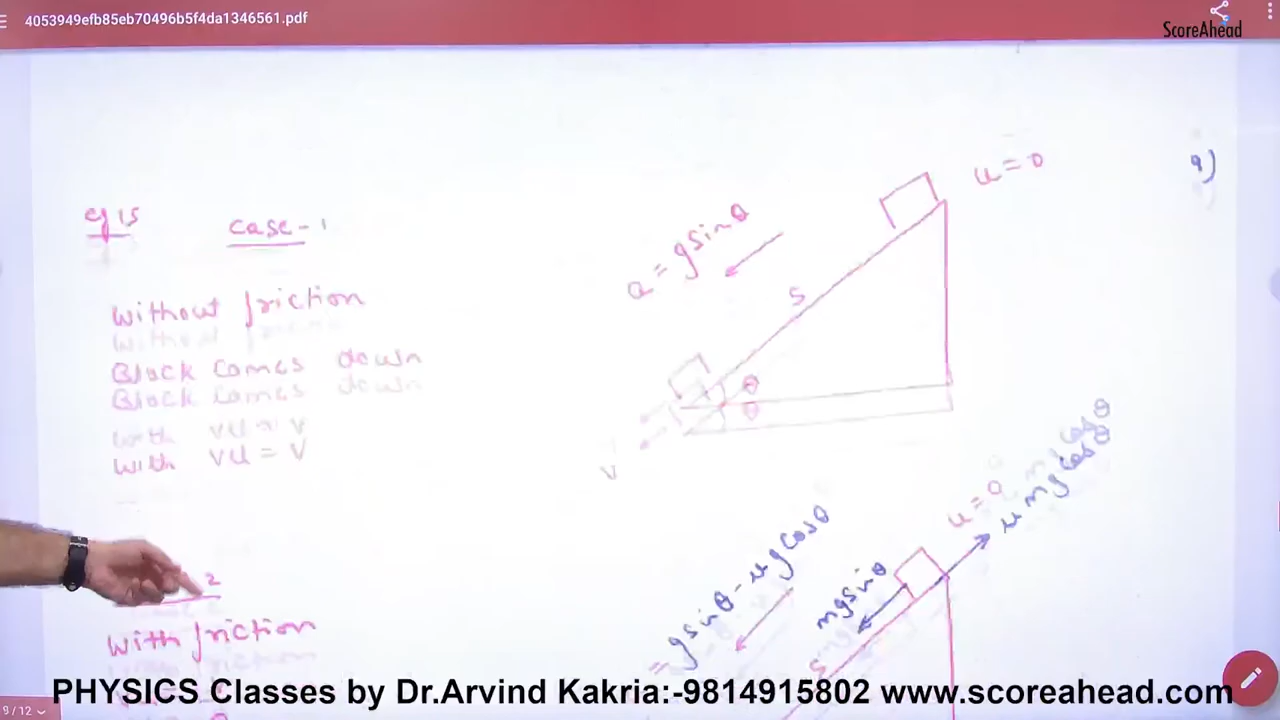 4053949efb85eb70496b5f4da1346561.pdf
ScoreAhead
eg 15
Case - 1
Without friction
Block comes down
with vel = v
u = 0
a = g sin θ
S
θ
θ
v
9)
2
With friction
u = 0
μ mg cos θ
mg sin θ
= g sin θ - μ g cos θ
S
PHYSICS Classes by Dr.Arvind Kakria:-9814915802 www.scoreahead.com
9 / 12